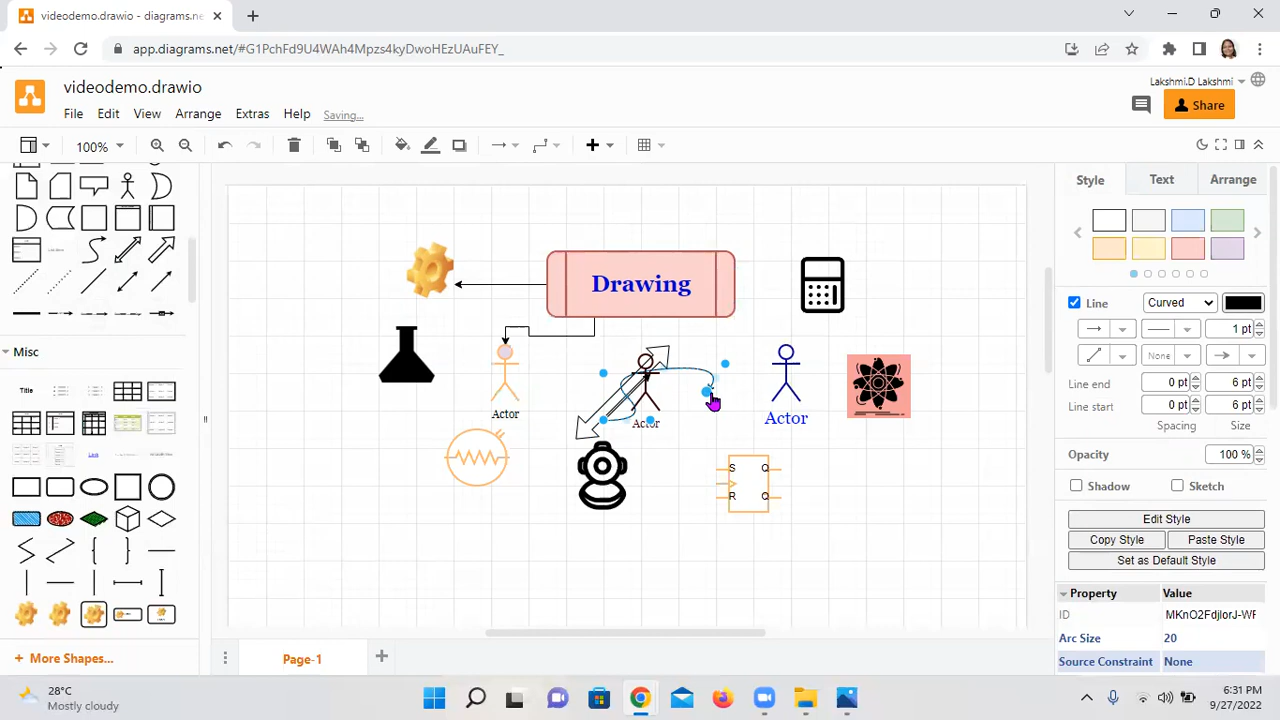 videodemo.drawio - diagrams.ne
app.diagrams.net/#G1PchFd9U4WAh4Mpzs4kyDwoHEzUAuFEY_
videodemo.drawio
Lakshmi.D Lakshmi
File Edit View Arrange Extras Help Saving...
Share
100%
Misc
Title
Link
More Shapes...
Drawing
Actor
Actor
Actor
S Q
R Q
Page-1
Style Text Arrange
Line Curved
1 pt
None
Line end 0 pt 6 pt
Line start 0 pt 6 pt
Spacing Size
Opacity 100 %
Shadow Sketch
Edit Style
Copy Style Paste Style
Set as Default Style
Property Value
ID MKnO2FdjlorJ-WF
Arc Size 20
Source Constraint None
28°C
Mostly cloudy
6:31 PM
9/27/2022